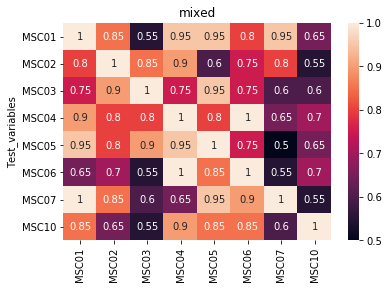 mixed
MSC01 1 0.85 0.55 0.95 0.95 0.8 0.95 0.65
MSC02 0.8 1 0.85 0.9 0.6 0.75 0.8 0.55
MSC03 0.75 0.9 1 0.75 0.95 0.75 0.6 0.6
MSC04 0.9 0.8 0.8 1 0.8 1 0.65 0.7
MSC05 0.95 0.8 0.9 0.95 1 0.75 0.5 0.65
MSC06 0.65 0.7 0.55 1 0.85 1 0.55 0.7
MSC07 1 0.85 0.6 0.65 0.95 0.9 1 0.55
MSC10 0.85 0.65 0.55 0.9 0.85 0.85 0.6 1
MSC01 MSC02 MSC03 MSC04 MSC05 MSC06 MSC07 MSC10
Test_variables
1.0
0.9
0.8
0.7
0.6
0.5